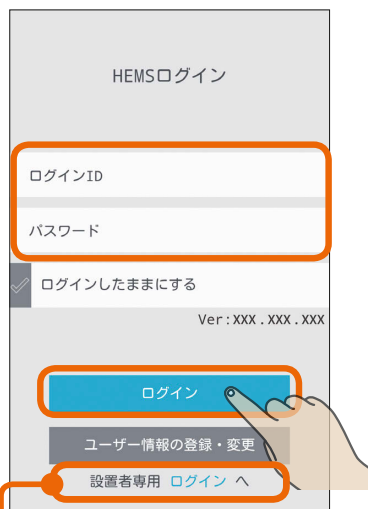 HEMSログイン
ログインID
パスワード
ログインしたままにする
Ver:XXX.XXX.XXX
ログイン
ユーザー情報の登録・変更
設置者専用 ログイン へ